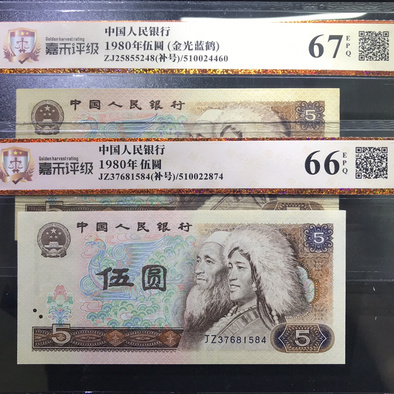 Golden harvest rating
嘉禾评级
中国人民银行
1980年伍圆 (金光蓝鹤)
ZJ25855248(补号)/510024460
67 EPQ
中国人民银行
5
Golden harvest rating
嘉禾评级
中国人民银行
1980年 伍圆
JZ37681584(补号)/510022874
66 EPQ
中国人民银行
5
伍圆
JZ37681584
5
5